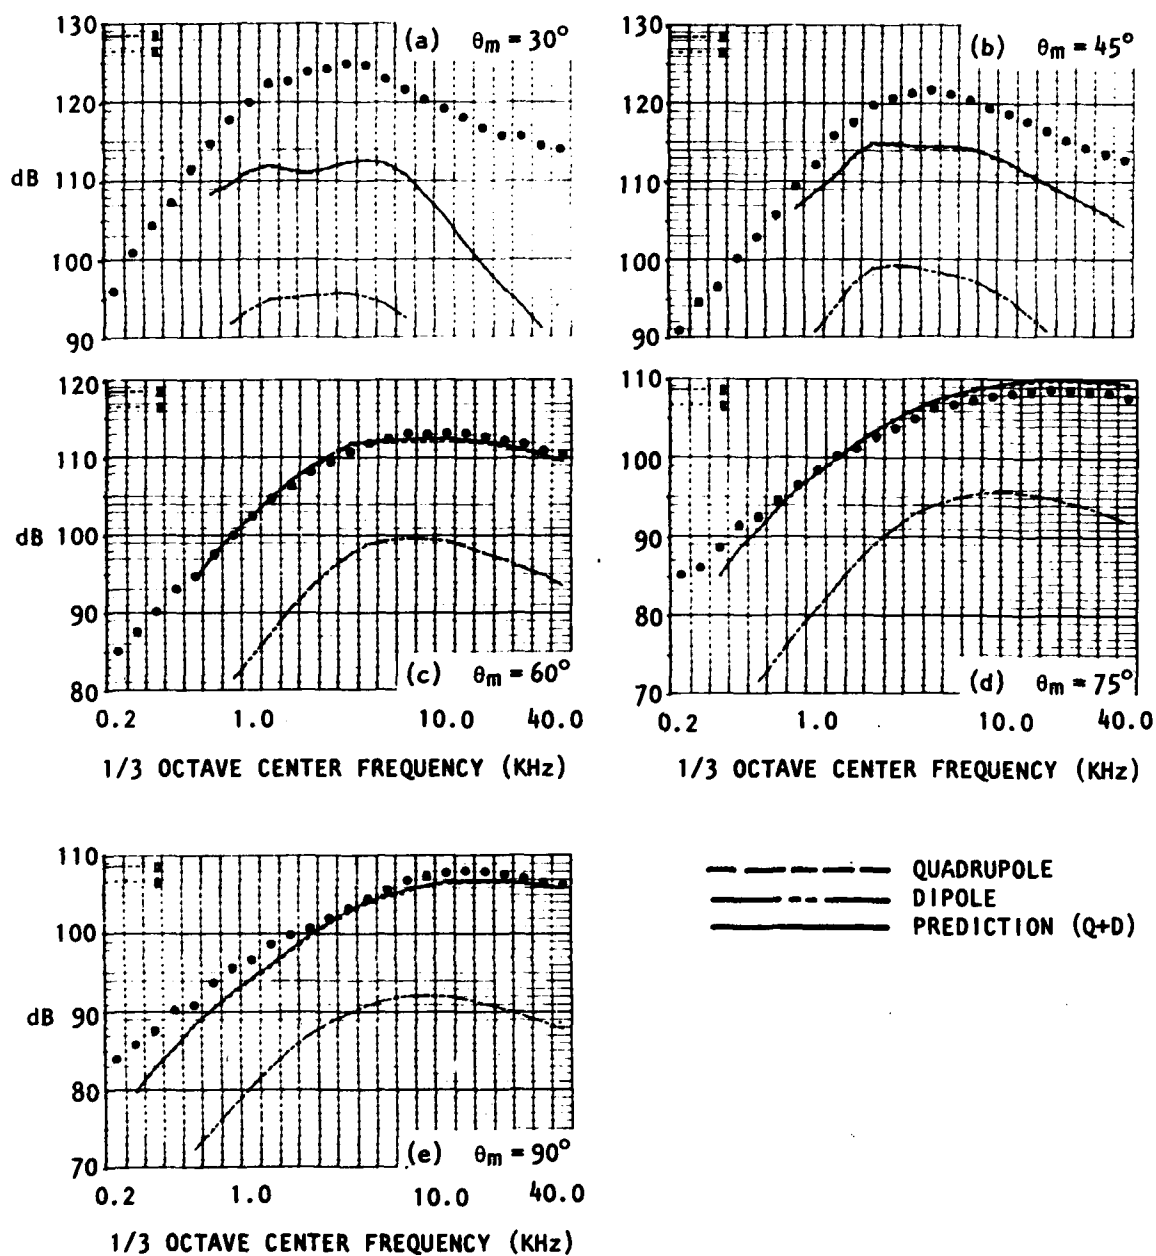 130
(a) θm = 30°
120
dB
110
100
90
130
(b) θm = 45°
120
110
100
90
120
110
dB
100
90
80
(c) θm = 60°
0.2 1.0 10.0 40.0
1/3 OCTAVE CENTER FREQUENCY (KHz)
110
100
90
80
70
(d) θm = 75°
0.2 1.0 10.0 40.0
1/3 OCTAVE CENTER FREQUENCY (KHz)
110
100
dB 90
80
70
(e) θm = 90°
0.2 1.0 10.0 40.0
1/3 OCTAVE CENTER FREQUENCY (KHz)
QUADRUPOLE
DIPOLE
PREDICTION (Q+D)